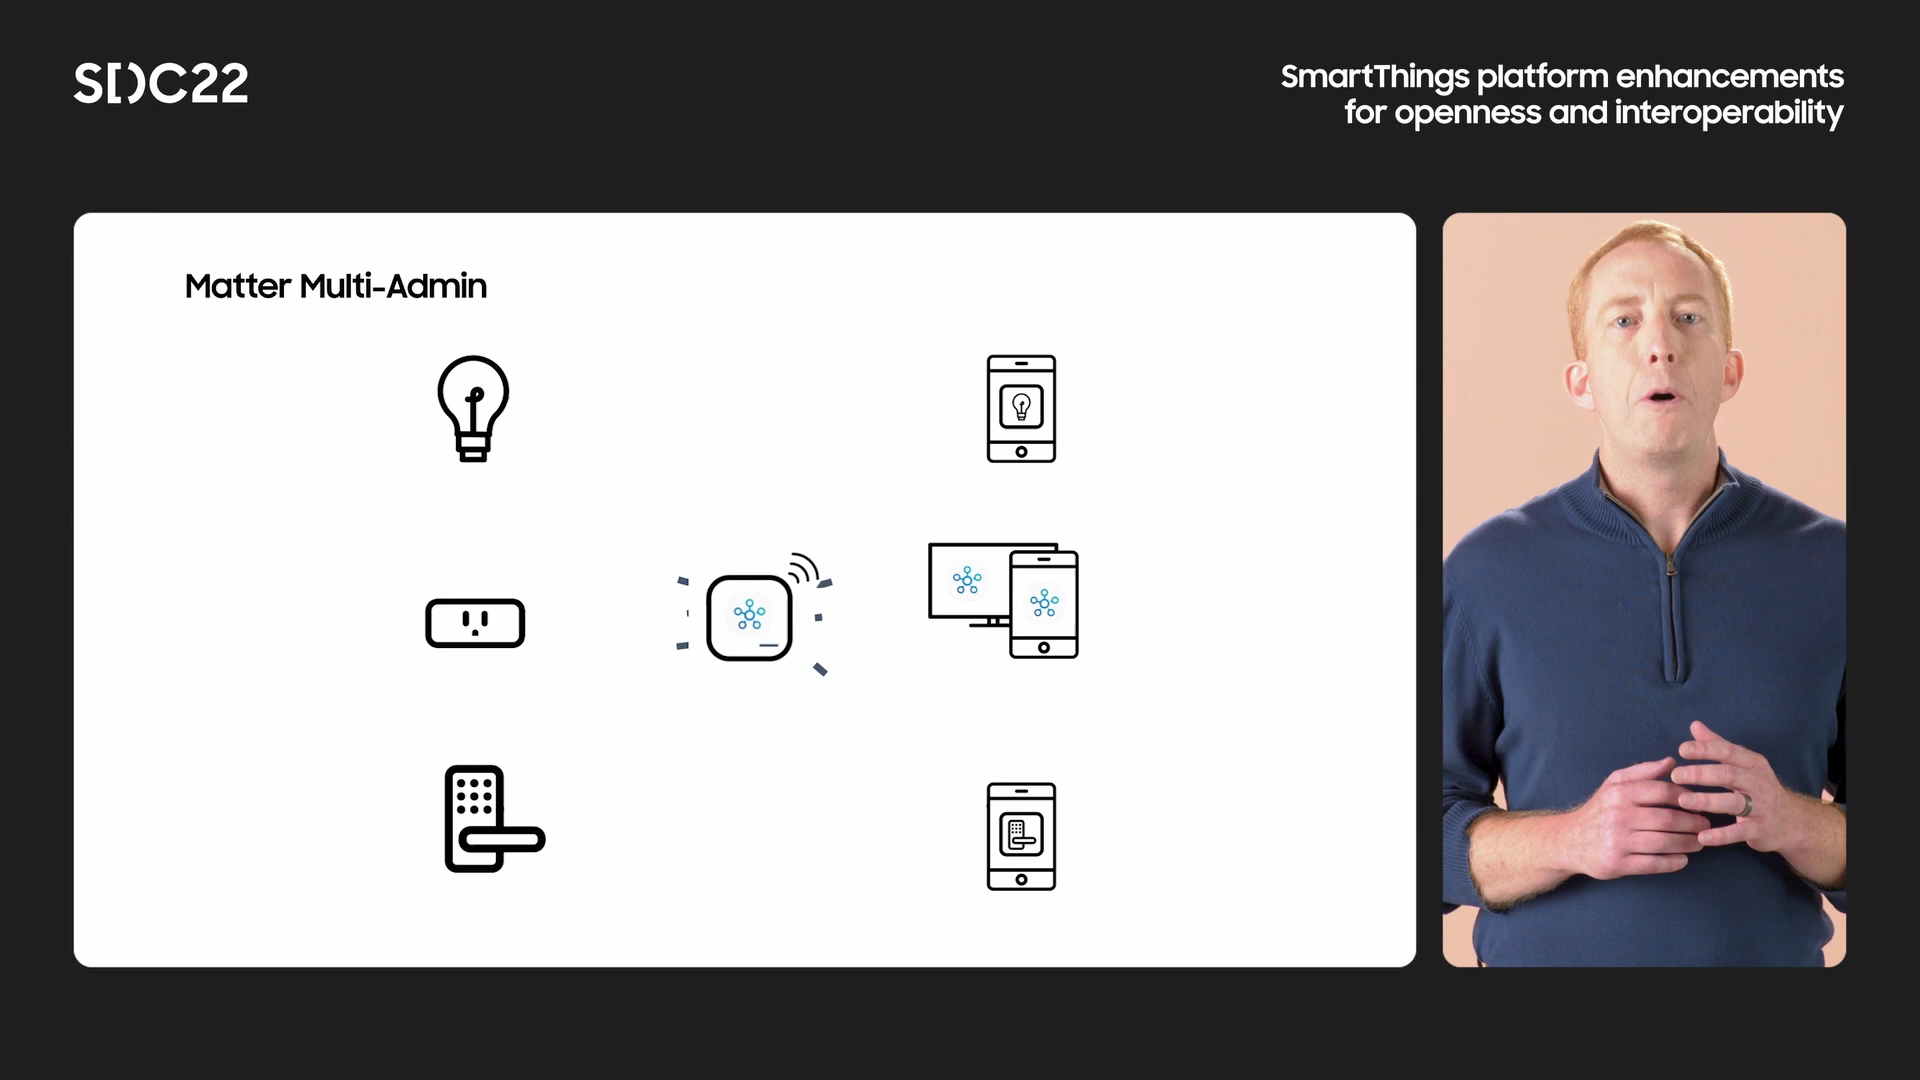 SDC22
SmartThings platform enhancements
for openness and interoperability
Matter Multi-Admin